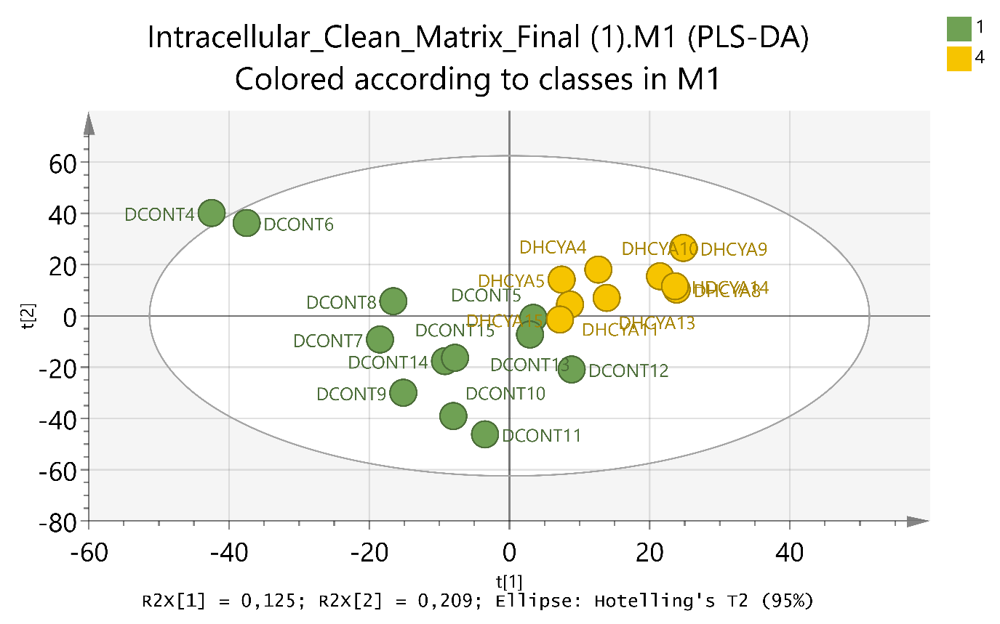 Intracellular_Clean_Matrix_Final (1).M1 (PLS-DA)
Colored according to classes in M1
1
4
t[2]
60
40
20
0
-20
-40
-60
-80
DCONT4
DCONT6
DHCYA4
DHCYA10
DHCYA9
DHCYA5
HDCYA14
DHCYA8
DCONT5
DCONT8
DHCYA15
DHCYA13
DHCYA11
DCONT15
DCONT7
DCONT14
DCONT13
DCONT12
DCONT9
DCONT10
DCONT11
-60
-40
-20
0
20
40
t[1]
R2X[1] = 0,125; R2X[2] = 0,209; Ellipse: Hotelling's T2 (95%)